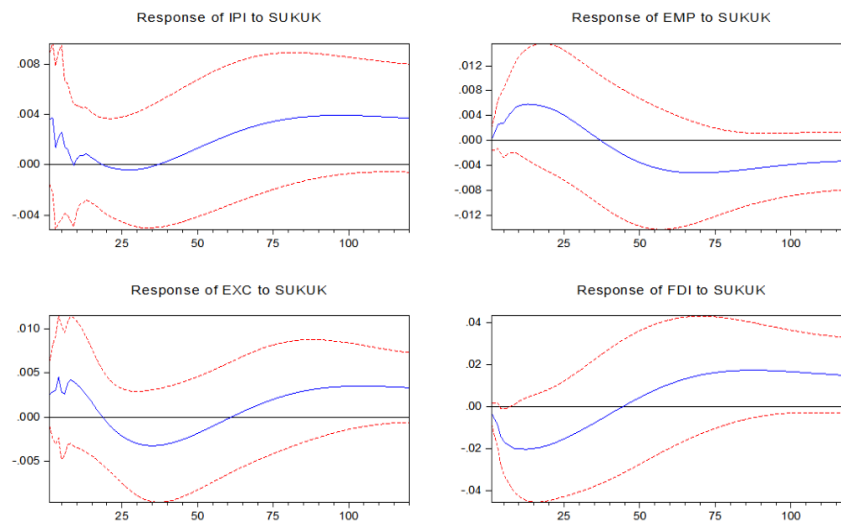 Response of IPI to SUKUK
.008
.004
.000
-.004
25 50 75 100
Response of EMP to SUKUK
.012
.008
.004
.000
-.004
-.008
-.012
25 50 75 100
Response of EXC to SUKUK
.010
.005
.000
-.005
25 50 75 100
Response of FDI to SUKUK
.04
.02
.00
-.02
-.04
25 50 75 100